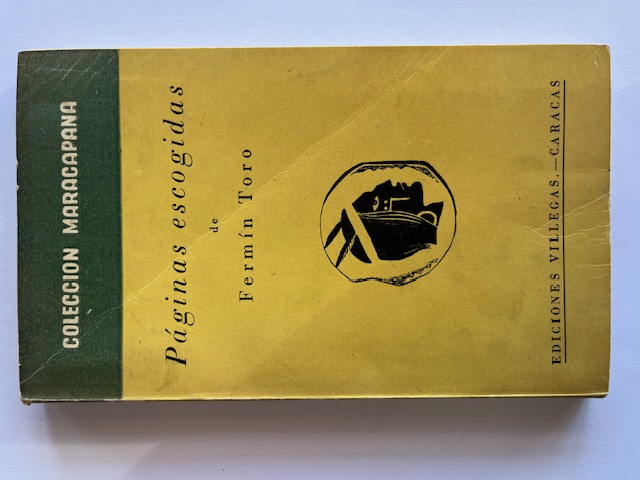 COLECCION MARACAPANA
Páginas escogidas
de
Fermín Toro
EDICIONES VILLEGAS.—CARACAS